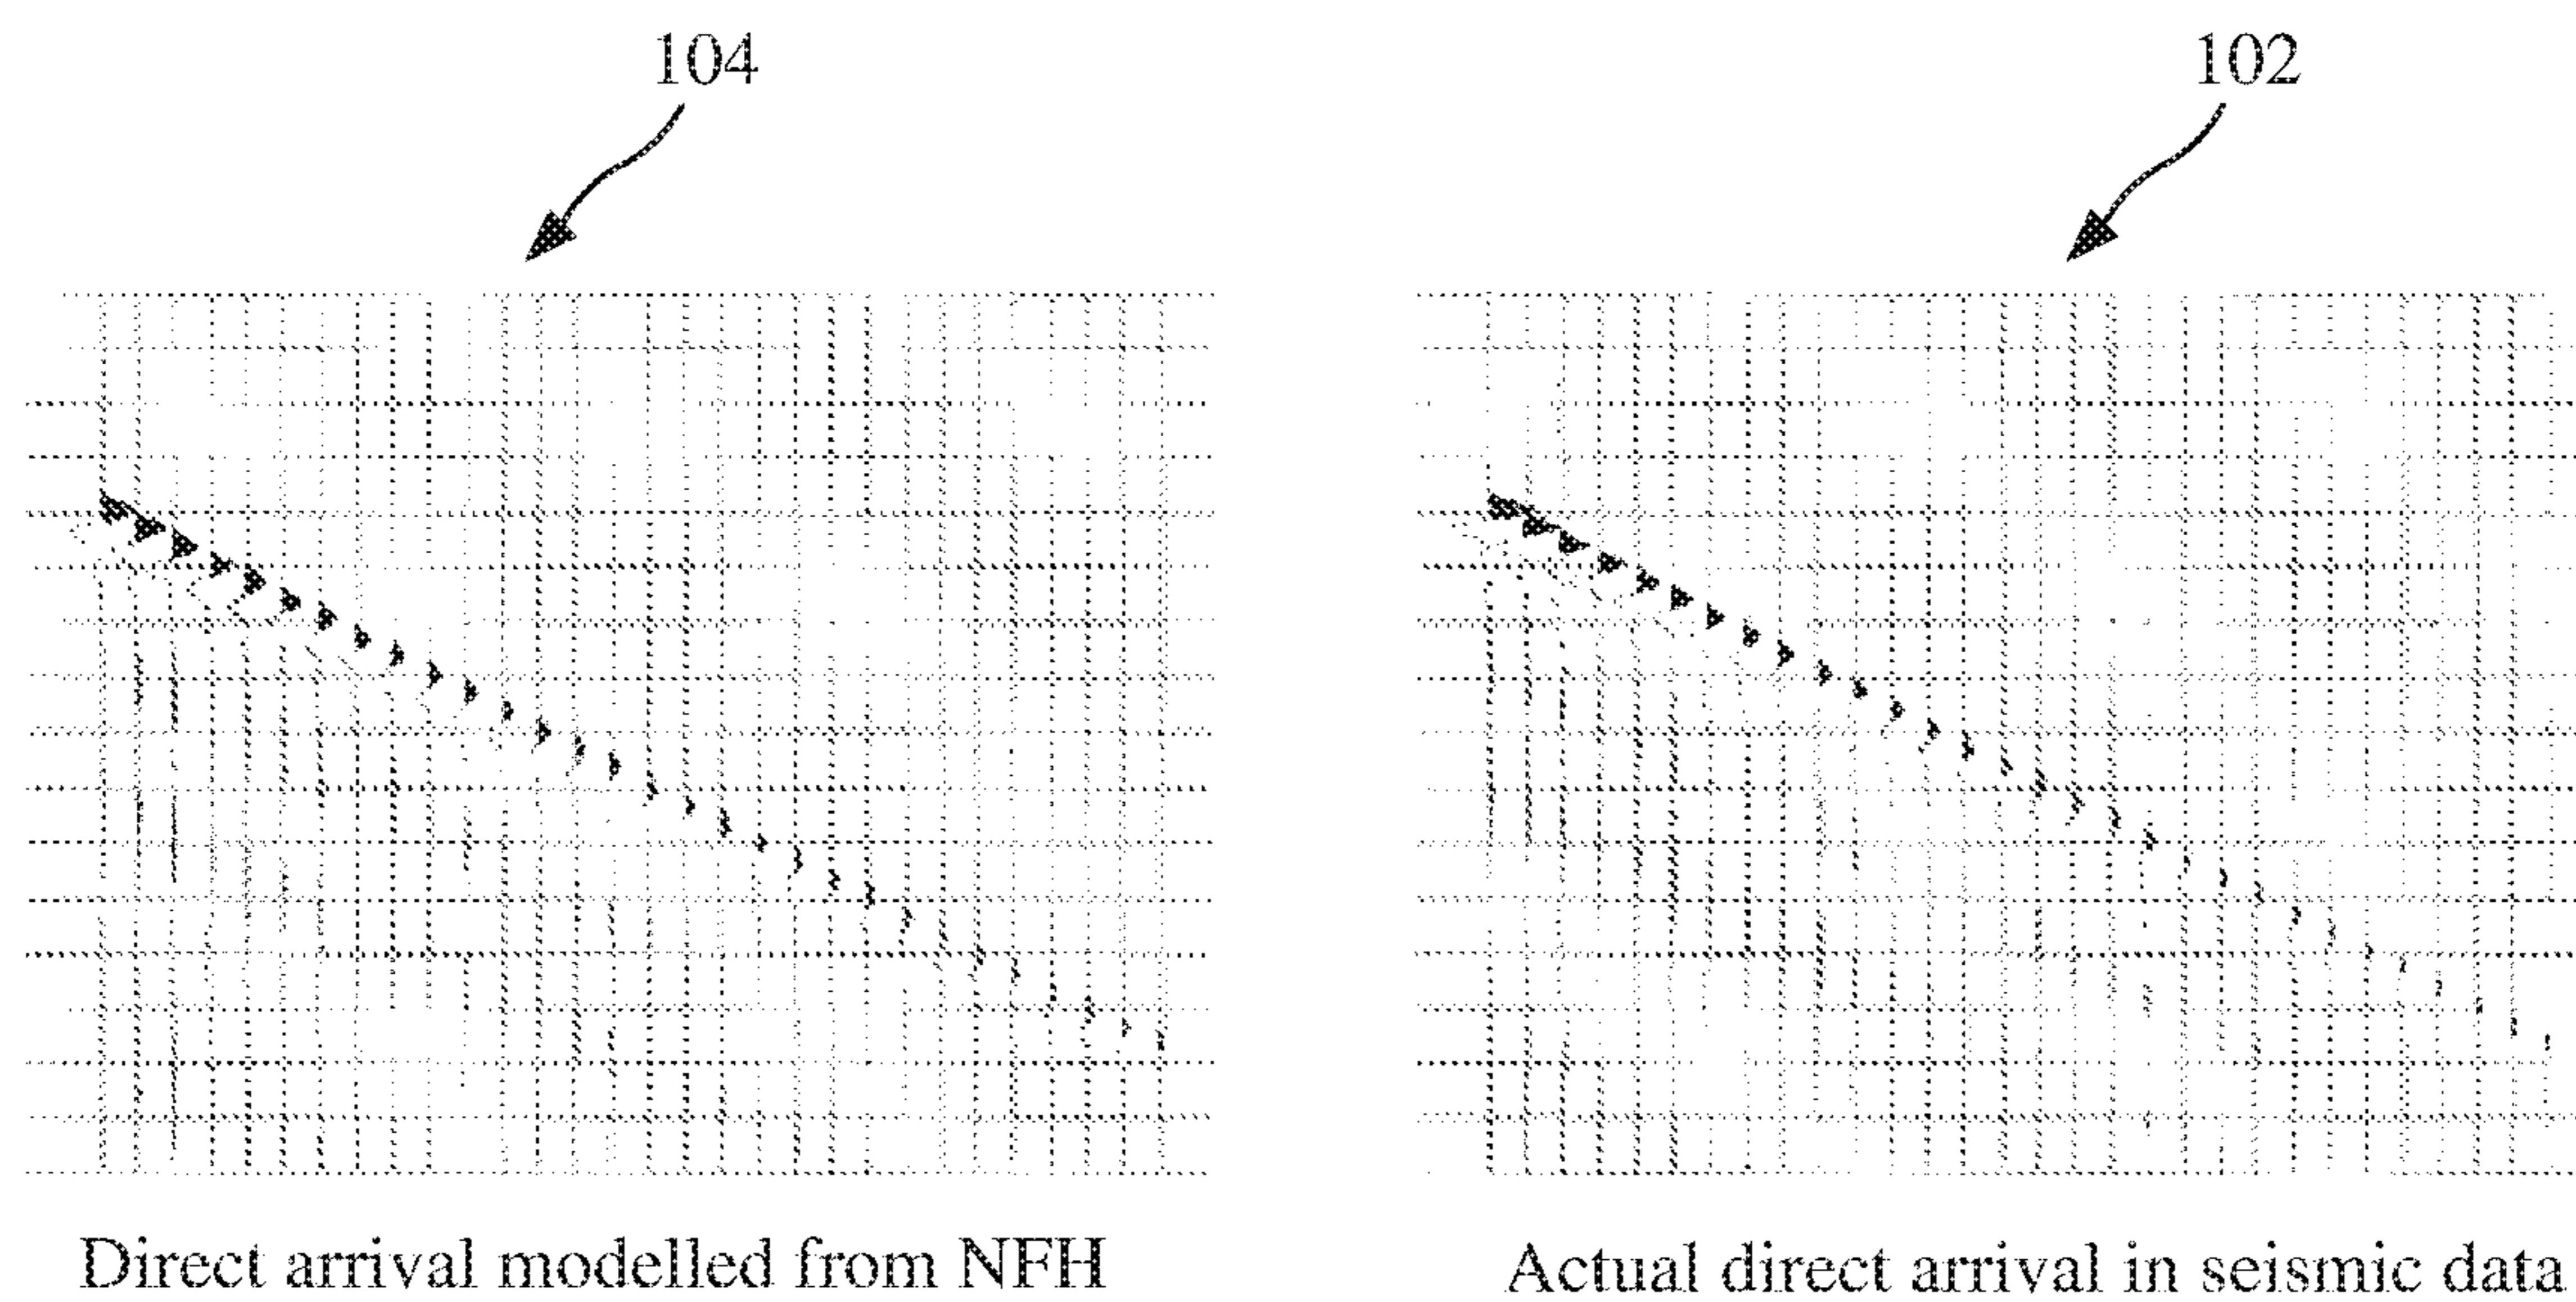 104
102
Direct arrival modelled from NFH
Actual direct arrival in seismic data